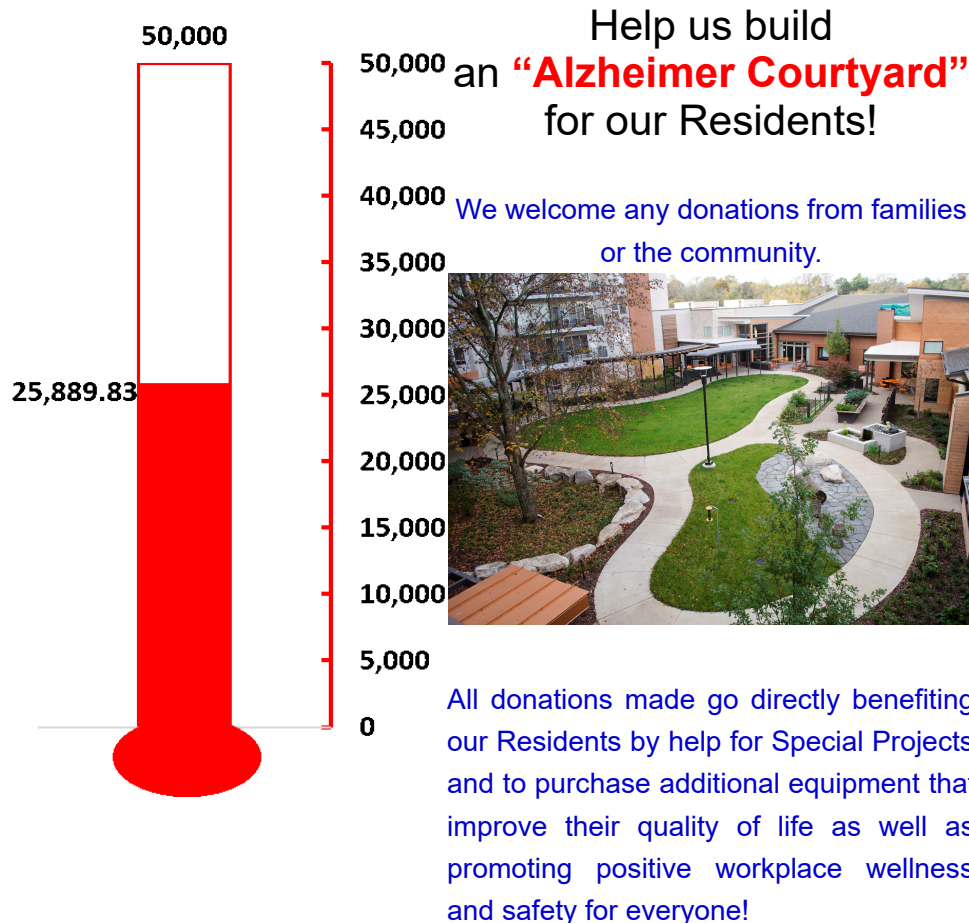 50,000
50,000
45,000
40,000
35,000
30,000
25,889.83
25,000
20,000
15,000
10,000
5,000
0
Help us build
an “Alzheimer Courtyard”
for our Residents!
We welcome any donations from families
or the community.
All donations made go directly benefiting
our Residents by help for Special Projects
and to purchase additional equipment that
improve their quality of life as well as
promoting positive workplace wellness
and safety for everyone!